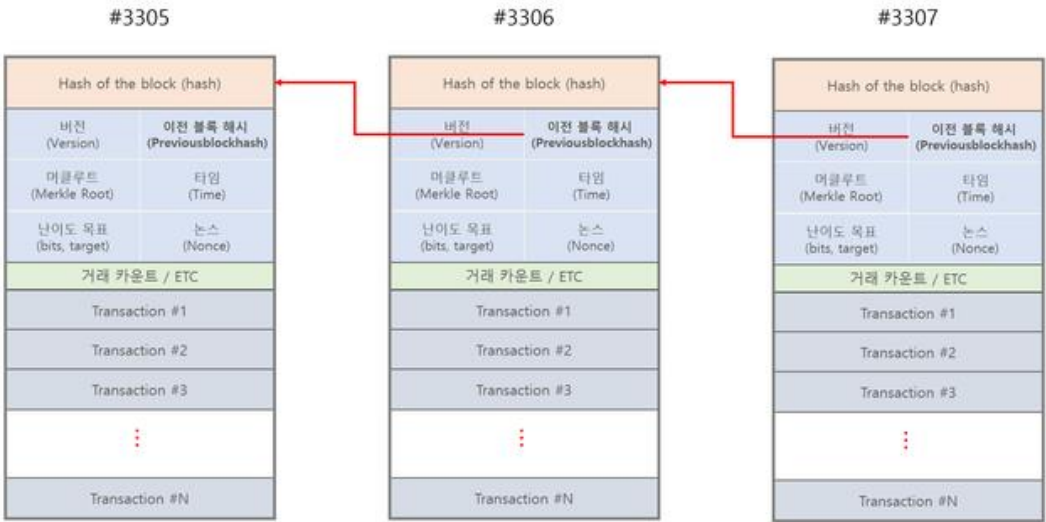 #3305
#3306
#3307
Hash of the block (hash)
버전
(Version)
이전 블록 해시
(Previousblockhash)
머클루트
(Merkle Root)
타임
(Time)
난이도 목표
(bits, target)
논스
(Nonce)
거래 카운트 / ETC
Transaction #1
Transaction #2
Transaction #3
⋮
Transaction #N
Hash of the block (hash)
버전
(Version)
이전 블록 해시
(Previousblockhash)
머클루트
(Merkle Root)
타임
(Time)
난이도 목표
(bits, target)
논스
(Nonce)
거래 카운트 / ETC
Transaction #1
Transaction #2
Transaction #3
⋮
Transaction #N
Hash of the block (hash)
버전
(Version)
이전 블록 해시
(Previousblockhash)
머클루트
(Merkle Root)
타임
(Time)
난이도 목표
(bits, target)
논스
(Nonce)
거래 카운트 / ETC
Transaction #1
Transaction #2
Transaction #3
⋮
Transaction #N